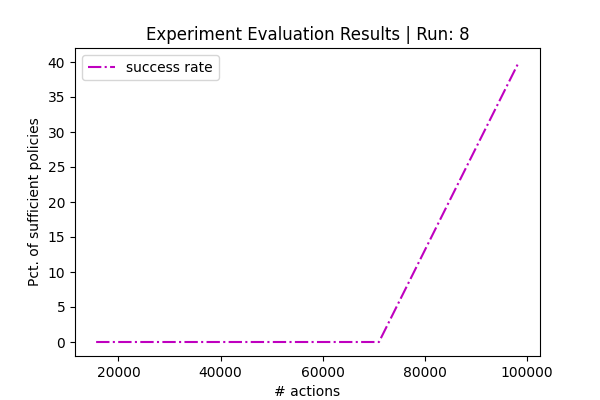 Experiment Evaluation Results | Run: 8
success rate
Pct. of sufficient policies
40
35
30
25
20
15
10
5
0
20000 40000 60000 80000 100000
# actions